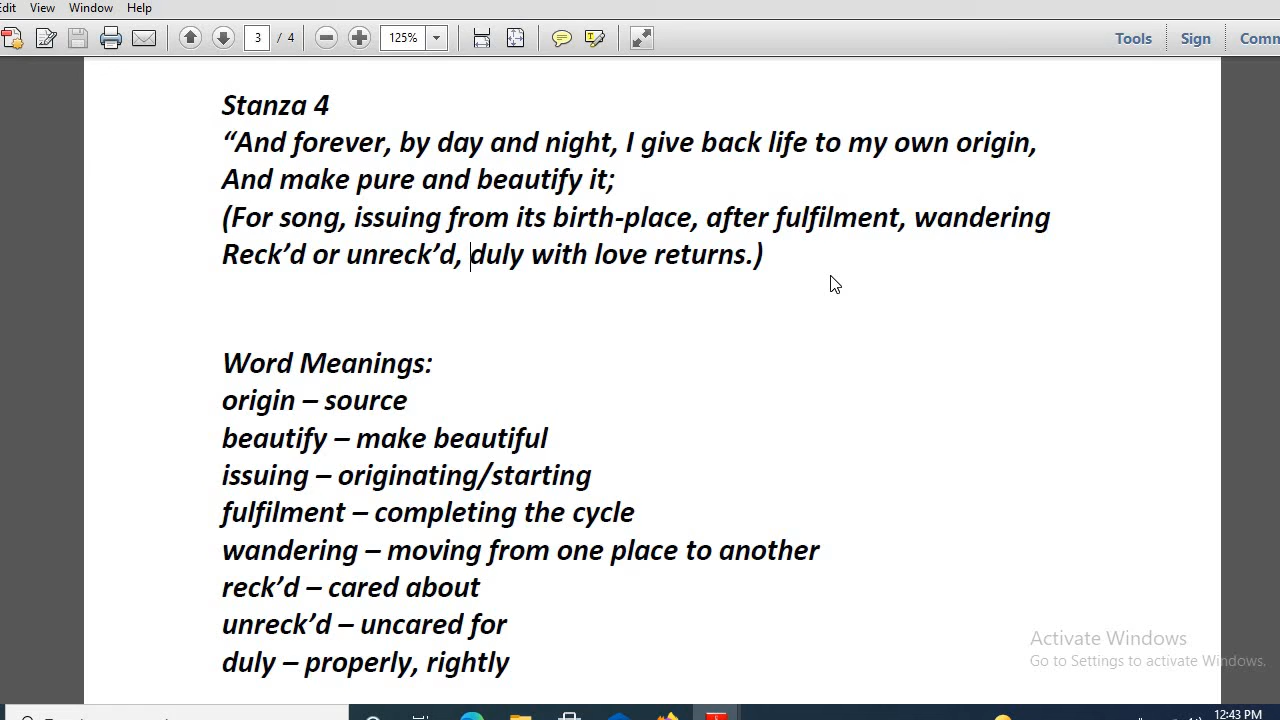 Edit View Window Help
3 / 4 125% Tools Sign
Stanza 4
“And forever, by day and night, I give back life to my own origin,
And make pure and beautify it;
(For song, issuing from its birth-place, after fulfilment, wandering
Reck’d or unreck’d, duly with love returns.)
Word Meanings:
origin – source
beautify – make beautiful
issuing – originating/starting
fulfilment – completing the cycle
wandering – moving from one place to another
reck’d – cared about
unreck’d – uncared for
duly – properly, rightly
Activate Windows
Go to Settings to activate Windows.
12:43 PM